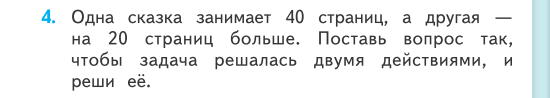 4. Одна сказка занимает 40 страниц, а другая —
на 20 страниц больше. Поставь вопрос так,
чтобы задача решалась двумя действиями, и
реши её.